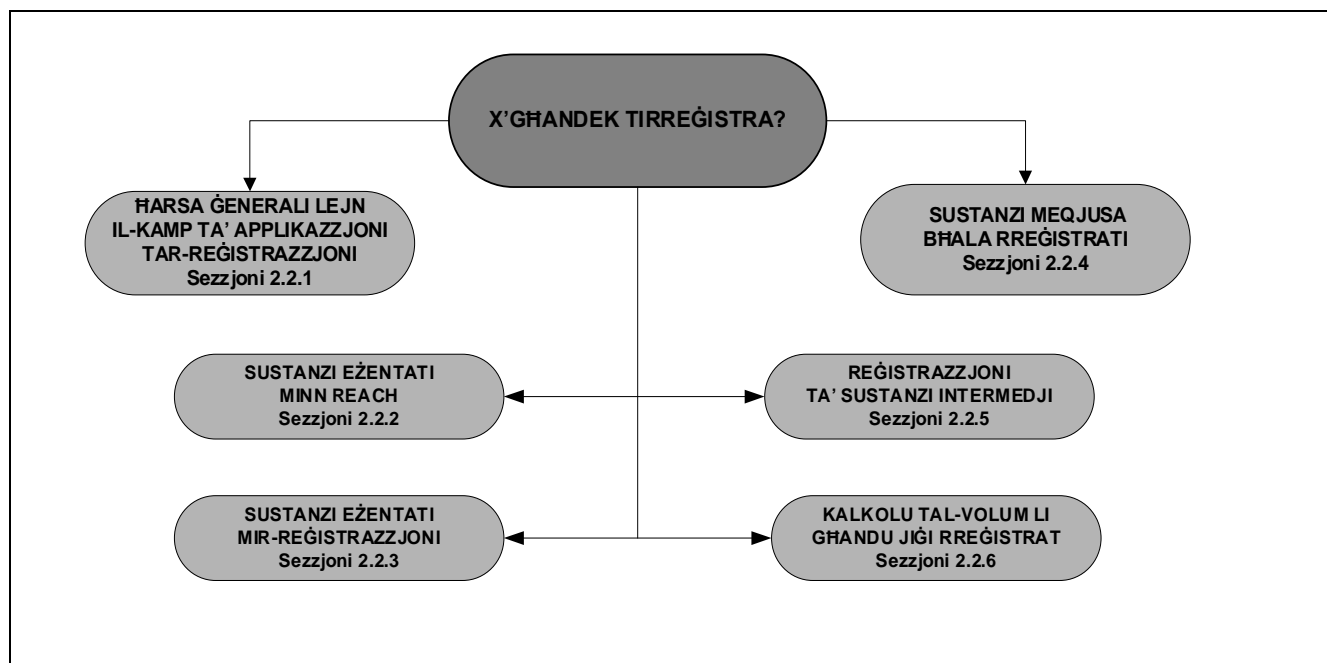 X’GĦANDEK TIRREĠISTRA?
ĦARSA ĠENERALI LEJN
IL-KAMP TA’ APPLIKAZZJONI
TAR-REĠISTRAZZJONI
Sezzjoni 2.2.1
SUSTANZI MEQJUSA
BĦALA RREĠISTRATI
Sezzjoni 2.2.4
SUSTANZI EŻENTATI
MINN REACH
Sezzjoni 2.2.2
REĠISTRAZZJONI
TA’ SUSTANZI INTERMEDJI
Sezzjoni 2.2.5
SUSTANZI EŻENTATI
MIR-REĠISTRAZZJONI
Sezzjoni 2.2.3
KALKOLU TAL-VOLUM LI
GĦANDU JIĠI RREĠISTRAT
Sezzjoni 2.2.6